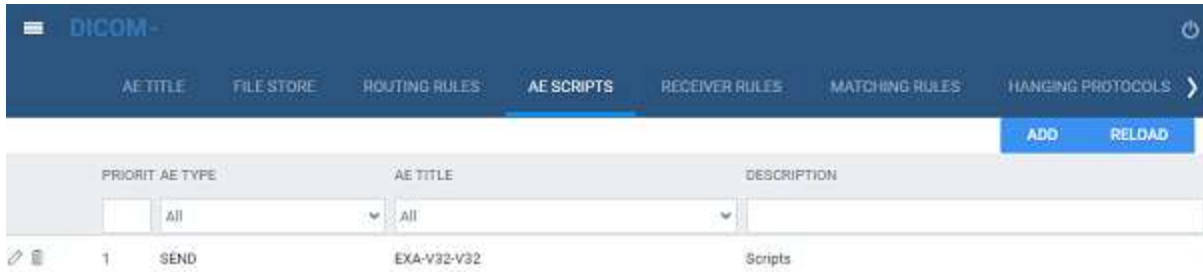 DICOM-
AE TITLE FILE STORE ROUTING RULES AE SCRIPTS RECEIVER RULES MATCHING RULES HANGING PROTOCOLS
ADD RELOAD
PRIORIT AE TYPE AE TITLE DESCRIPTION
All All
1 SEND EXA-V32-V32 Scripts